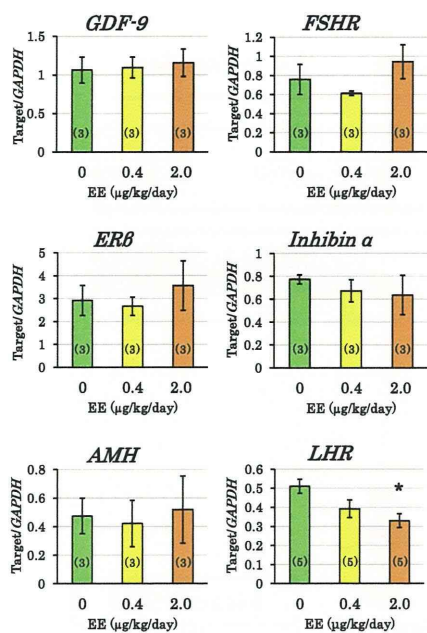 GDF-9
Target/GAPDH
1.5
1
0.5
0
(3) (3) (3)
0 0.4 2.0
EE (μg/kg/day)
FSHR
Target/GAPDH
1.2
1
0.8
0.6
0.4
0.2
0
(3) (3) (3)
0 0.4 2.0
EE (μg/kg/day)
ERβ
Target/GAPDH
5
4
3
2
1
0
(3) (3) (3)
0 0.4 2.0
EE (μg/kg/day)
Inhibin α
Target/GAPDH
1
0.8
0.6
0.4
0.2
0
(3) (3) (3)
0 0.4 2.0
EE (μg/kg/day)
AMH
Target/GAPDH
0.8
0.6
0.4
0.2
0
(3) (3) (3)
0 0.4 2.0
EE (μg/kg/day)
LHR
Target/GAPDH
0.6
0.5
0.4
0.3
0.2
0.1
0
*
(5) (5) (5)
0 0.4 2.0
EE (μg/kg/day)